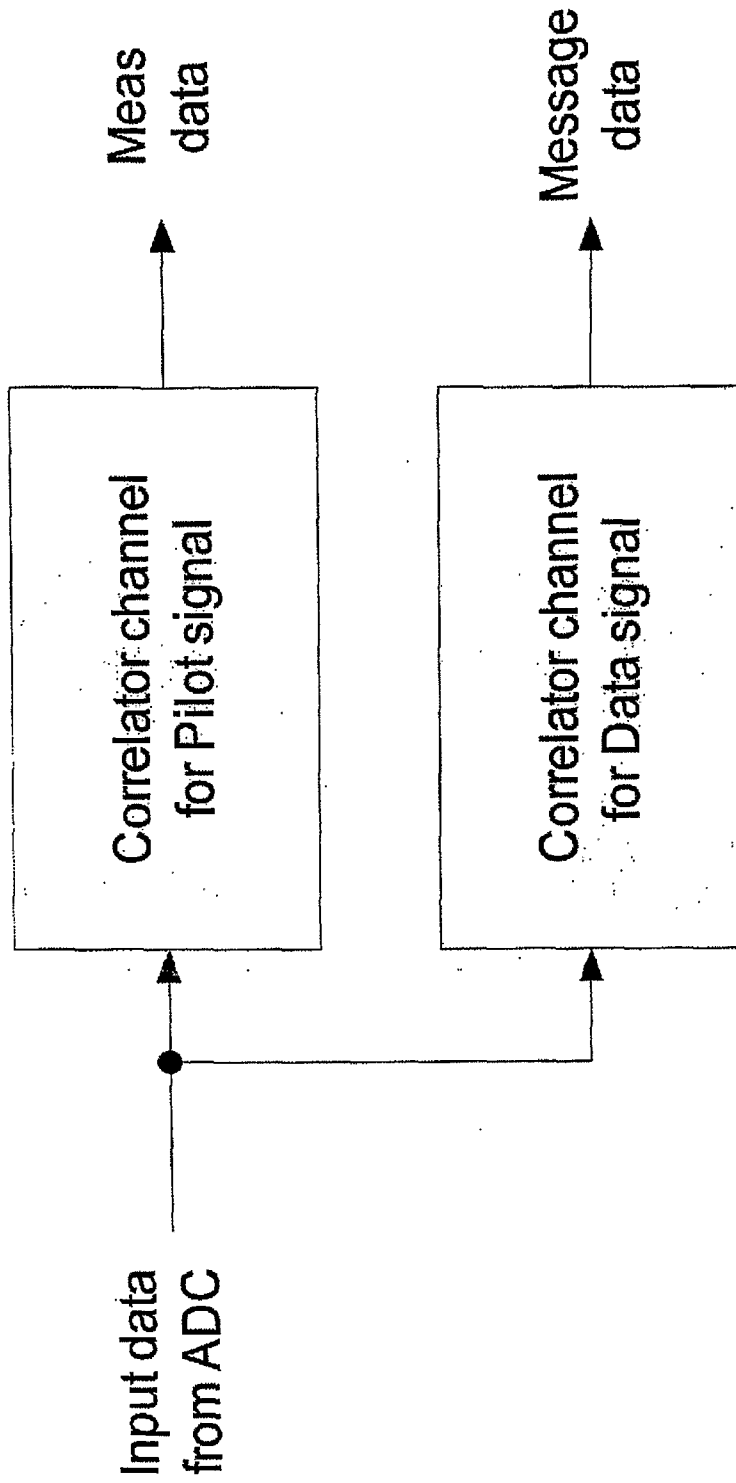 Input data
from ADC
Correlator channel
for Pilot signal
Meas
data
Correlator channel
for Data signal
Message
data